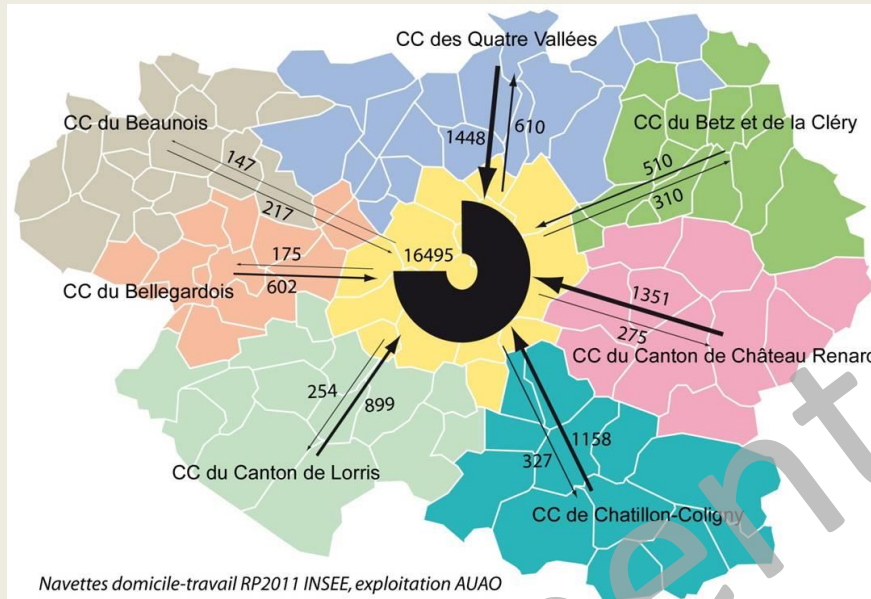 CC des Quatre Vallées
CC du Beaunois
1448
610
CC du Betz et de la Cléry
147
217
510
310
16495
175
602
CC du Bellegardois
1351
275
CC du Canton de Château Renard
254
899
1158
327
CC du Canton de Lorris
CC de Chatillon-Coligny
Navettes domicile-travail RP2011 INSEE, exploitation AUAO
ent